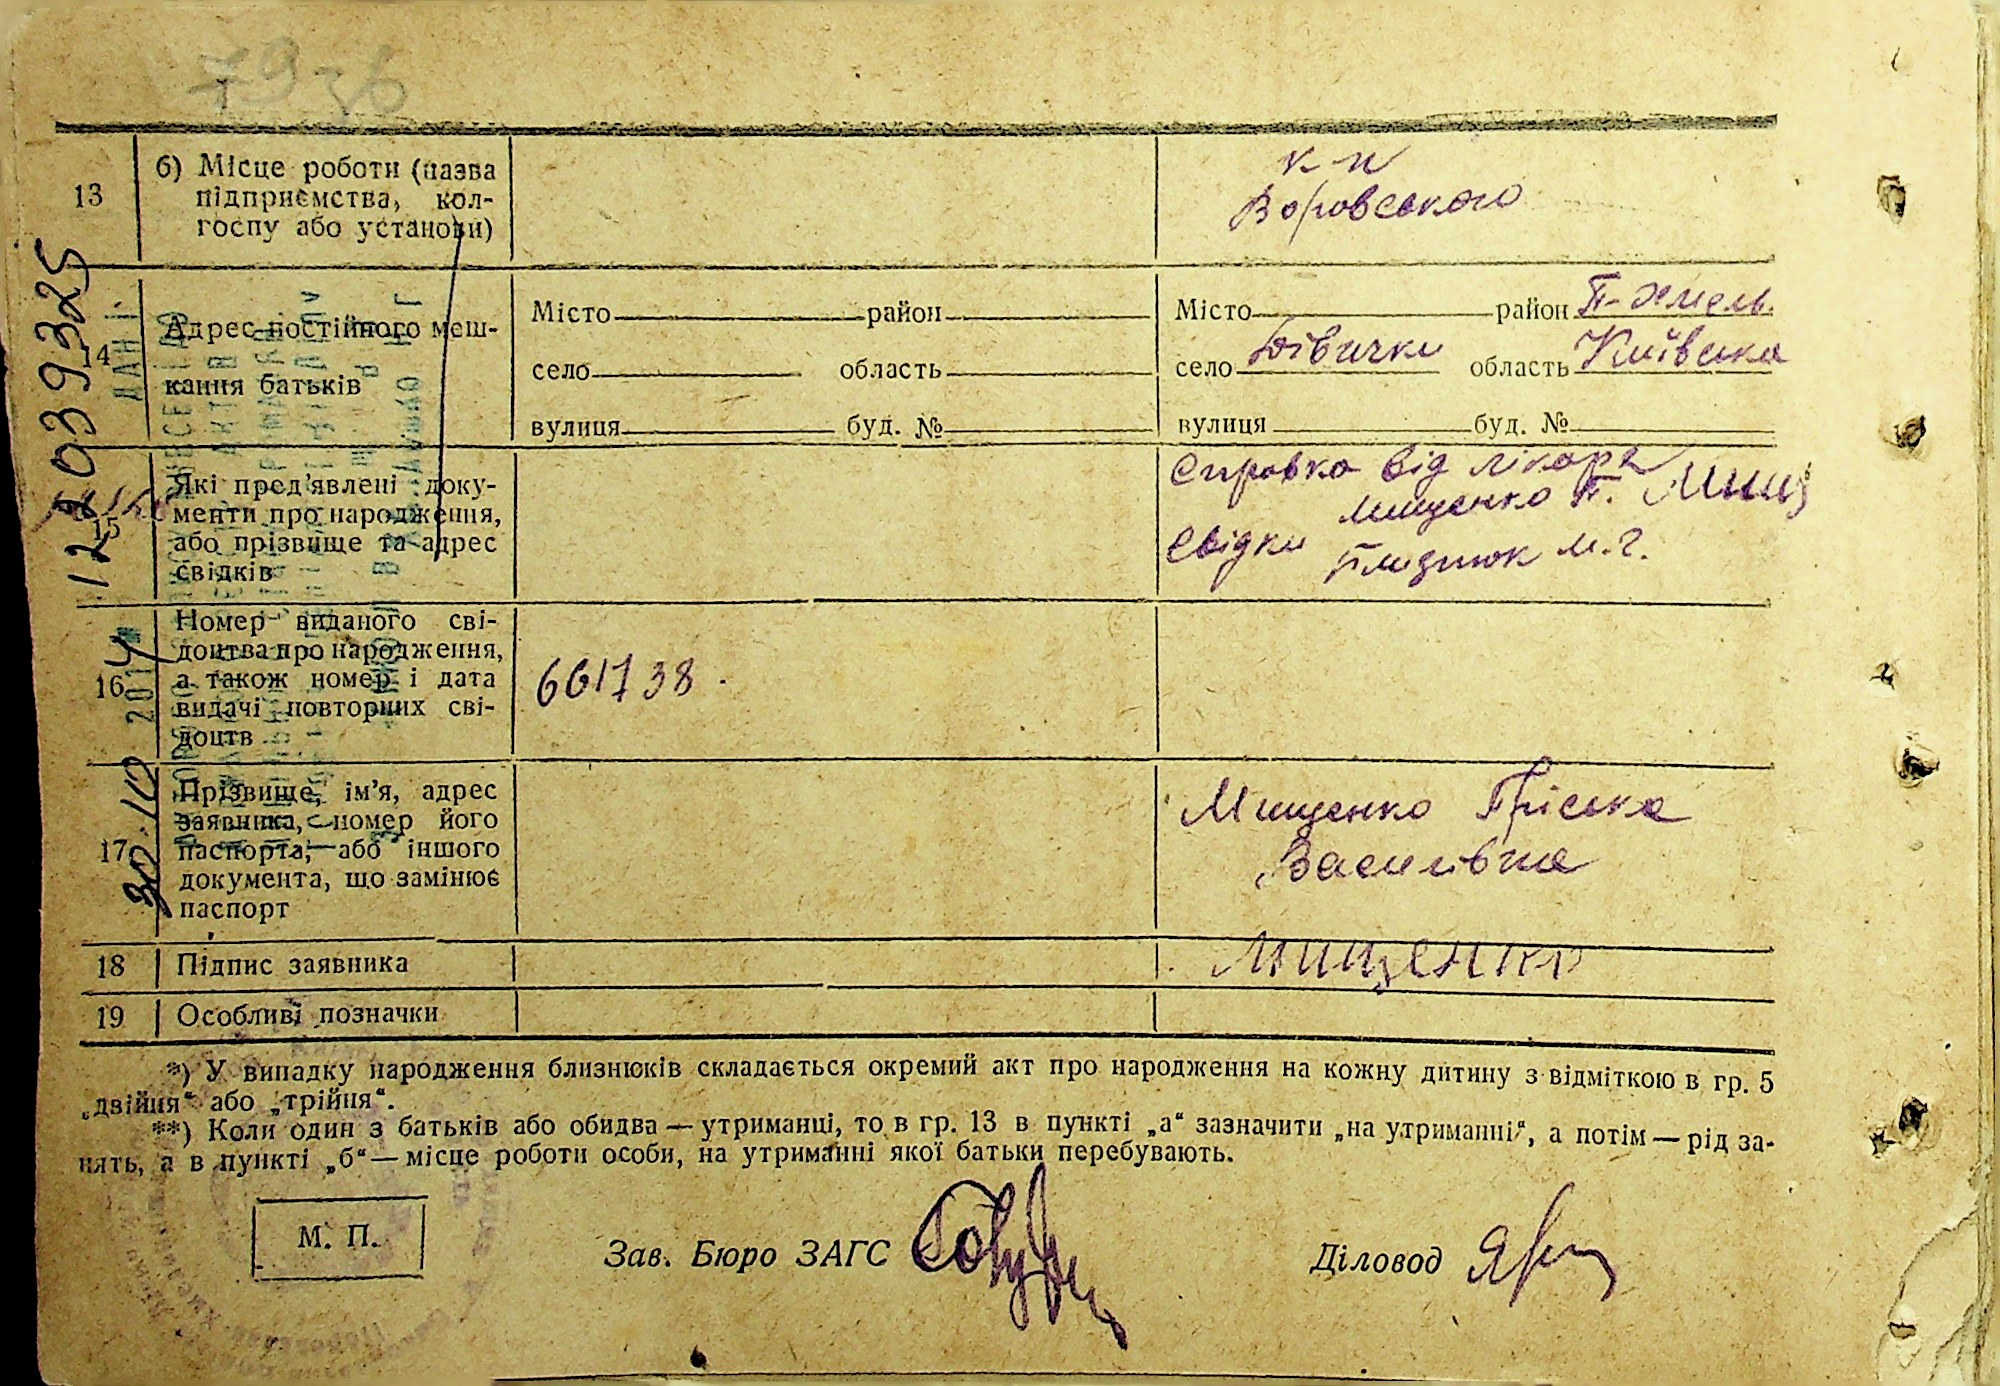 13
б) Місце роботи (назва
підприємства, кол-
госпу або установи)
к-п
Воровського
14
Адрес постійного меш-
кання батьків
Місто район
село область
вулиця буд. №
Місто район П-Хмель.
село Дівички область Київська
вулиця буд. №
15
Які пред'явлені доку-
менти про народження,
або прізвище та адрес
свідків
Справка від лікаря
Мищенко П.
Свідки М. Г.
16
Номер виданого сві-
доцтва про народження,
а також номер і дата
видачі повторних сві-
доцтв
661738.
17
Прізвище, ім'я, адрес
заявника, номер його
паспорта, або іншого
документа, що замінює
паспорт
Мищенко Пріська
Василівна
18 Підпис заявника
Мищенко
19 Особливі позначки
*) У випадку народження близнюків складається окремий акт про народження на кожну дитину з відміткою в гр. 5
„двійня“ або „трійня“.
**) Коли один з батьків або обидва — утриманці, то в гр. 13 в пункті „а“ зазначити „на утриманні“, а потім — рід за-
нять, а в пункті „б“ — місце роботи особи, на утриманні якої батьки перебувають.
М. П.
Зав. Бюро ЗАГС
Діловод